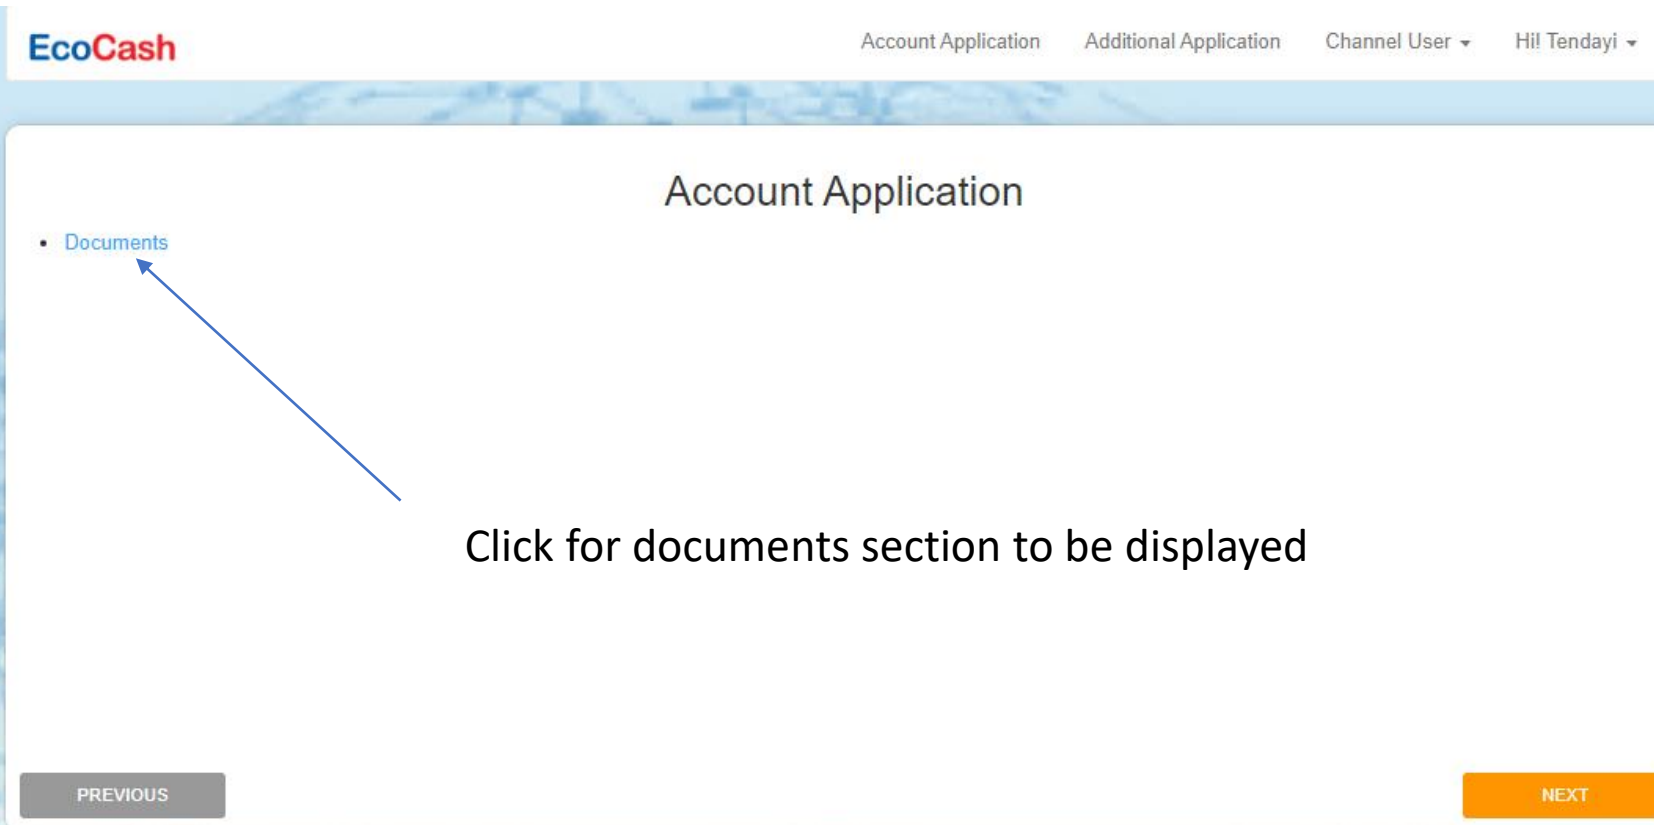 EcoCash
Account Application Additional Application Channel User Hi! Tendayi
Account Application
Documents
Click for documents section to be displayed
PREVIOUS
NEXT